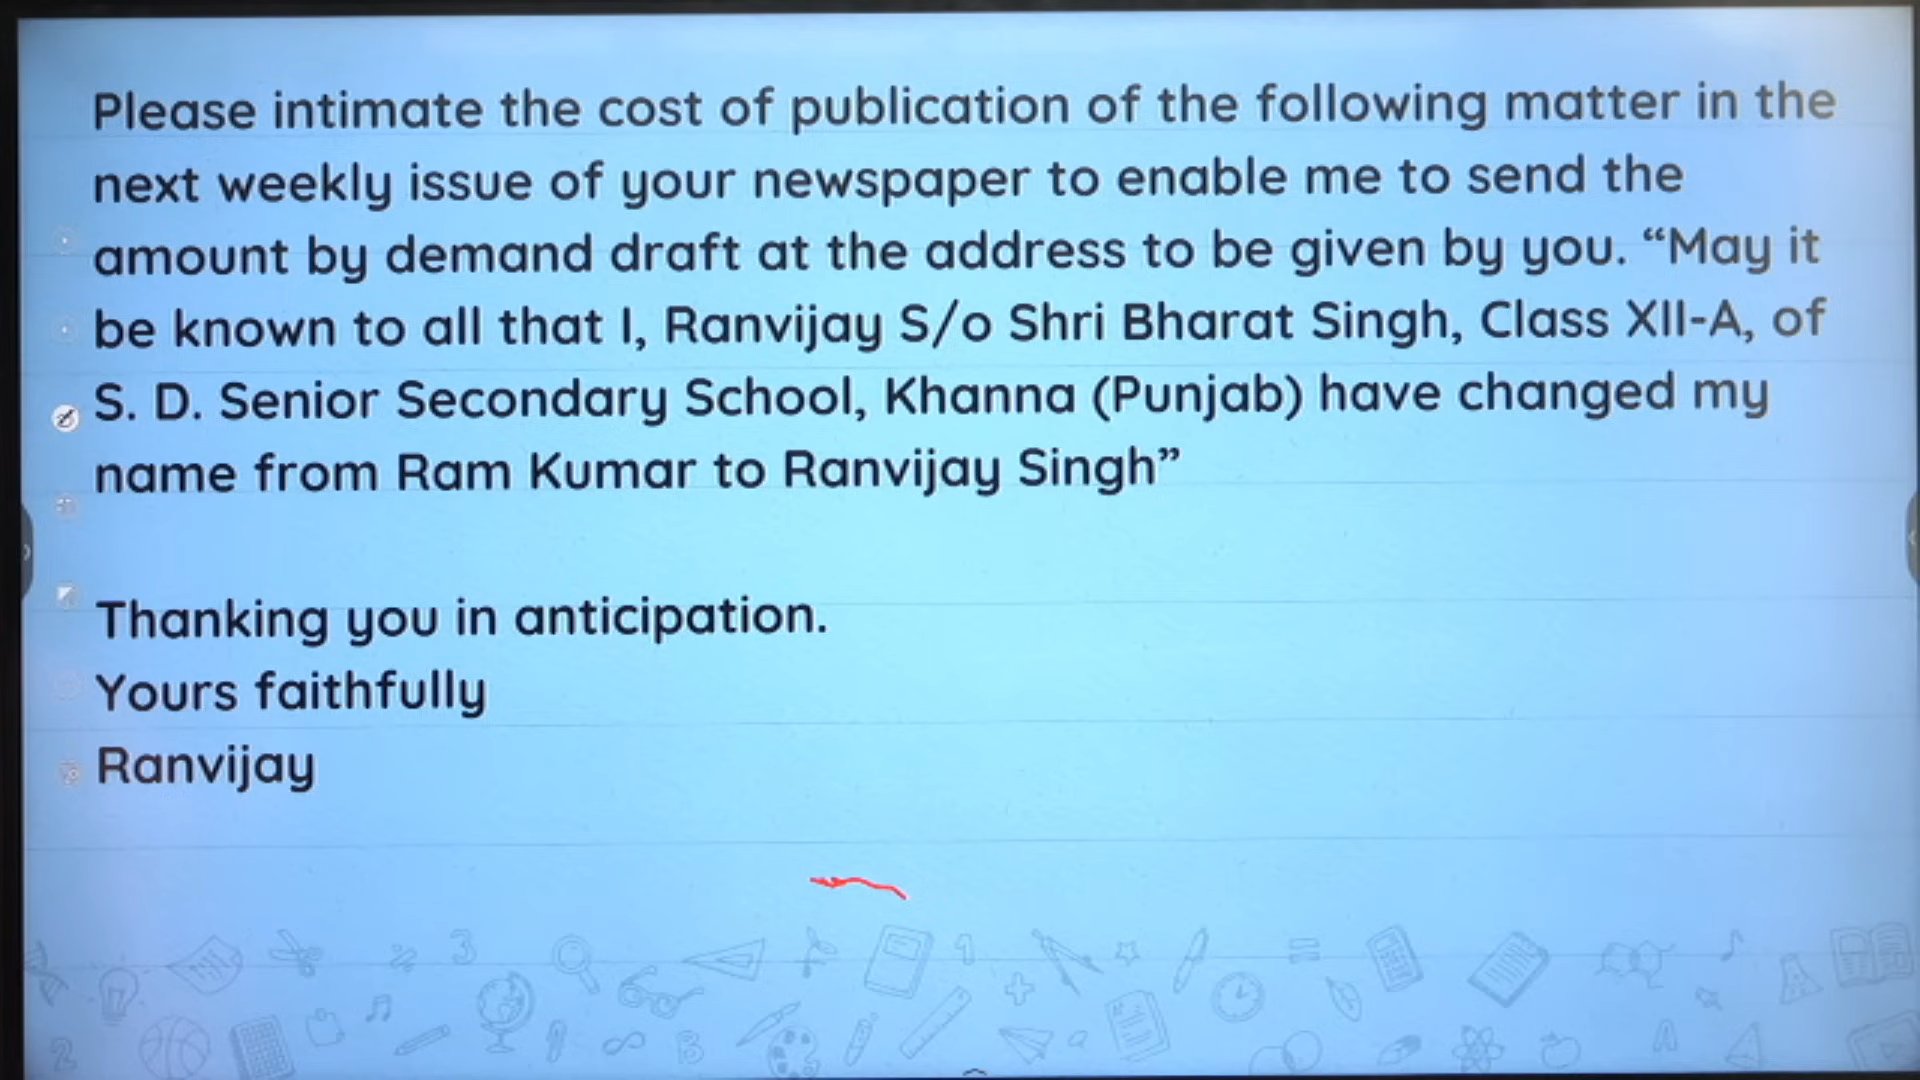 Please intimate the cost of publication of the following matter in the
next weekly issue of your newspaper to enable me to send the
amount by demand draft at the address to be given by you. “May it
be known to all that I, Ranvijay S/o Shri Bharat Singh, Class XII-A, of
S. D. Senior Secondary School, Khanna (Punjab) have changed my
name from Ram Kumar to Ranvijay Singh”
Thanking you in anticipation.
Yours faithfully
Ranvijay